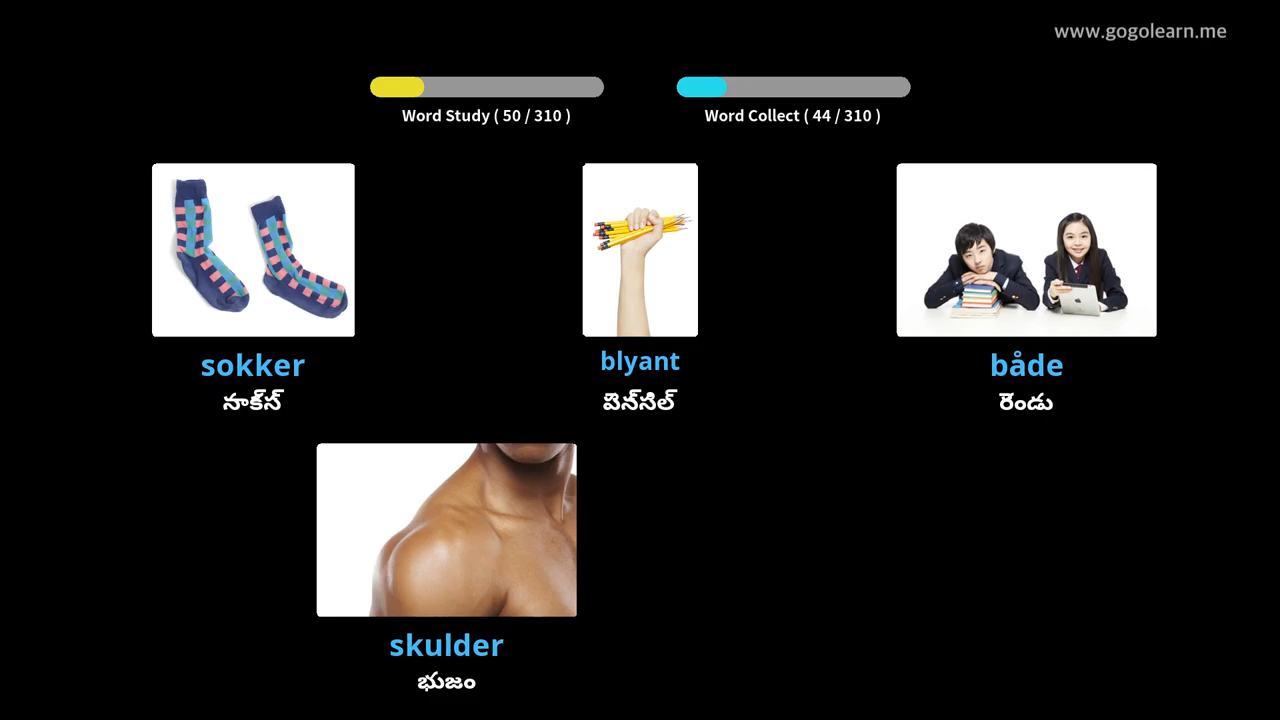 www.gogolearn.me
Word Study ( 50 / 310 )
Word Collect ( 44 / 310 )
sokker
సాక్స్
blyant
పెన్సిల్
både
రెండు
skulder
భుజం